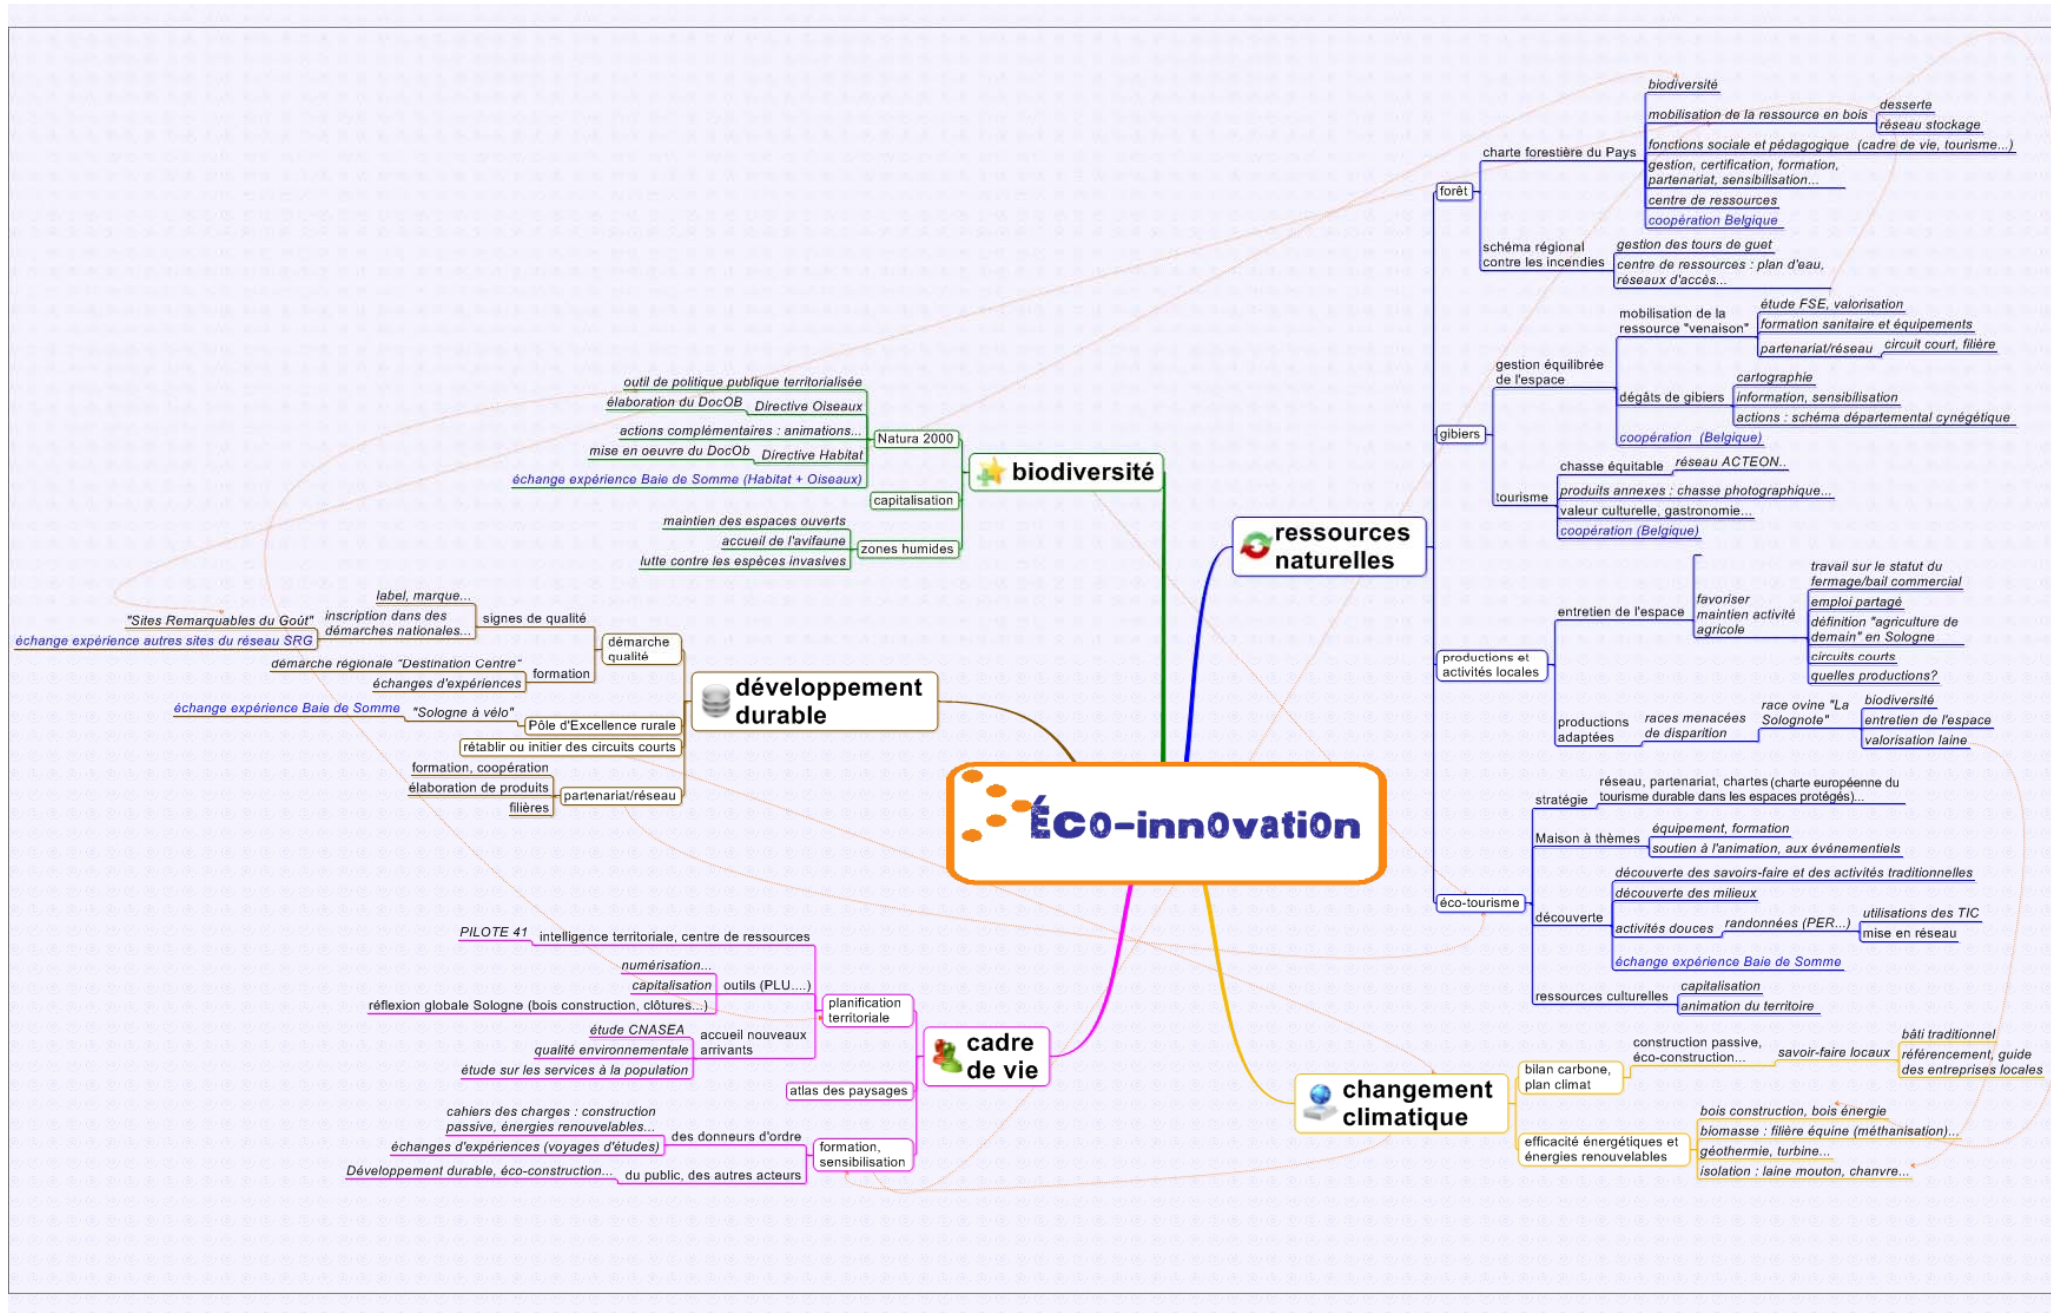 Éc0-inn0vati0n
biodiversité
Natura 2000
outil de politique publique territorialisée
Directive Oiseaux
élaboration du DocOB
actions complémentaires : animations...
Directive Habitat
mise en oeuvre du DocOb
échange expérience Baie de Somme (Habitat + Oiseaux)
capitalisation
zones humides
maintien des espaces ouverts
accueil de l'avifaune
lutte contre les espèces invasives
développement
durable
démarche
qualité
signes de qualité
label, marque...
inscription dans des
démarches nationales...
"Sites Remarquables du Goût"
échange expérience autres sites du réseau SRG
formation
démarche régionale "Destination Centre"
échanges d'expériences
Pôle d'Excellence rurale
"Sologne à vélo"
échange expérience Baie de Somme
rétablir ou initier des circuits courts
partenariat/réseau
formation, coopération
élaboration de produits
filières
cadre
de vie
planification
territoriale
intelligence territoriale, centre de ressources
PILOTE 41
outils (PLU....)
numérisation...
capitalisation
réflexion globale Sologne (bois construction, clôtures...)
accueil nouveaux
arrivants
étude CNASEA
qualité environnementale
étude sur les services à la population
atlas des paysages
formation,
sensibilisation
des donneurs d'ordre
cahiers des charges : construction
passive, énergies renouvelables...
échanges d'expériences (voyages d'études)
du public, des autres acteurs
Développement durable, éco-construction...
ressources
naturelles
forêt
charte forestière du Pays
biodiversité
mobilisation de la ressource en bois
desserte
réseau stockage
fonctions sociale et pédagogique (cadre de vie, tourisme...)
gestion, certification, formation,
partenariat, sensibilisation...
centre de ressources
coopération Belgique
schéma régional
contre les incendies
gestion des tours de guet
centre de ressources : plan d'eau,
réseaux d'accès...
gibiers
gestion équilibrée
de l'espace
mobilisation de la
ressource "venaison"
étude FSE, valorisation
formation sanitaire et équipements
partenariat/réseau
circuit court, filière
dégâts de gibiers
cartographie
information, sensibilisation
actions : schéma départemental cynégétique
coopération (Belgique)
tourisme
chasse équitable
réseau ACTEON..
produits annexes : chasse photographique...
valeur culturelle, gastronomie...
coopération (Belgique)
productions et
activités locales
entretien de l'espace
favoriser
maintien activité
agricole
travail sur le statut du
fermage/bail commercial
emploi partagé
définition "agriculture de
demain" en Sologne
circuits courts
quelles productions?
productions
adaptées
races menacées
de disparition
race ovine "La
Solognote"
biodiversité
entretien de l'espace
valorisation laine
éco-tourisme
stratégie
réseau, partenariat, chartes (charte européenne du
tourisme durable dans les espaces protégés)...
Maison à thèmes
équipement, formation
soutien à l'animation, aux événementiels
découverte
découverte des savoirs-faire et des activités traditionnelles
découverte des milieux
activités douces
randonnées (PER...)
utilisations des TIC
mise en réseau
échange expérience Baie de Somme
ressources culturelles
capitalisation
animation du territoire
changement
climatique
bilan carbone,
plan climat
construction passive,
éco-construction...
savoir-faire locaux
bâti traditionnel
référencement, guide
des entreprises locales
efficacité énergétiques et
énergies renouvelables
bois construction, bois énergie
biomasse : filière équine (méthanisation)...
géothermie, turbine...
isolation : laine mouton, chanvre...